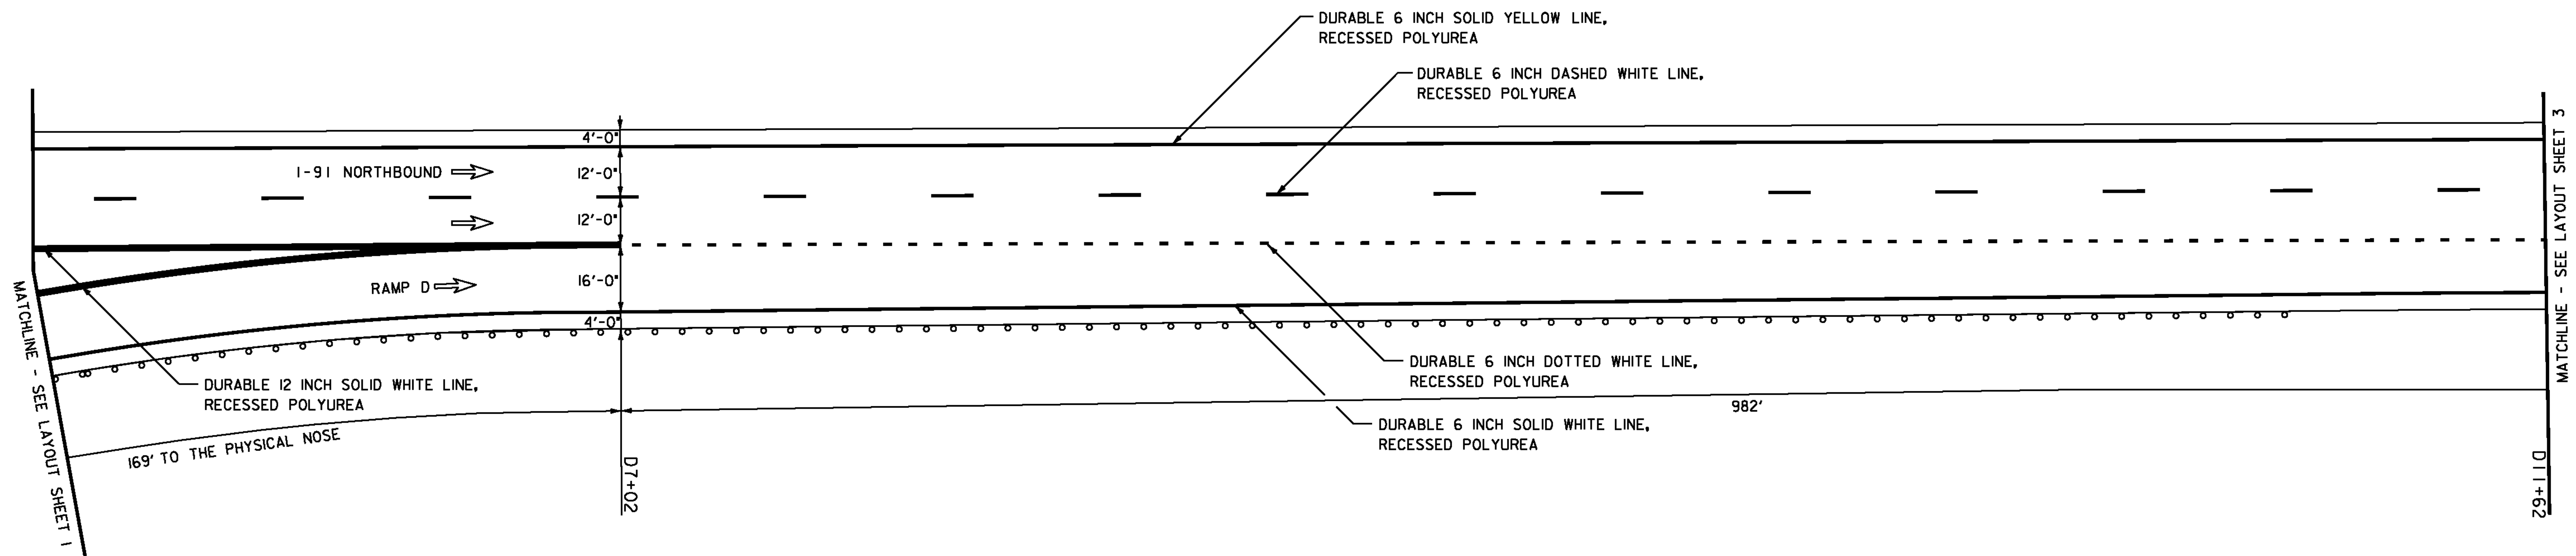 DURABLE 6 INCH SOLID YELLOW LINE,
RECESSED POLYUREA
DURABLE 6 INCH DASHED WHITE LINE,
RECESSED POLYUREA
4'-0"
I-91 NORTHBOUND
12'-0"
12'-0"
16'-0"
RAMP D
4'-0"
DURABLE 12 INCH SOLID WHITE LINE,
RECESSED POLYUREA
DURABLE 6 INCH DOTTED WHITE LINE,
RECESSED POLYUREA
DURABLE 6 INCH SOLID WHITE LINE,
RECESSED POLYUREA
982'
169' TO THE PHYSICAL NOSE
D7+02
D11+62
MATCHLINE - SEE LAYOUT SHEET 1
MATCHLINE - SEE LAYOUT SHEET 3